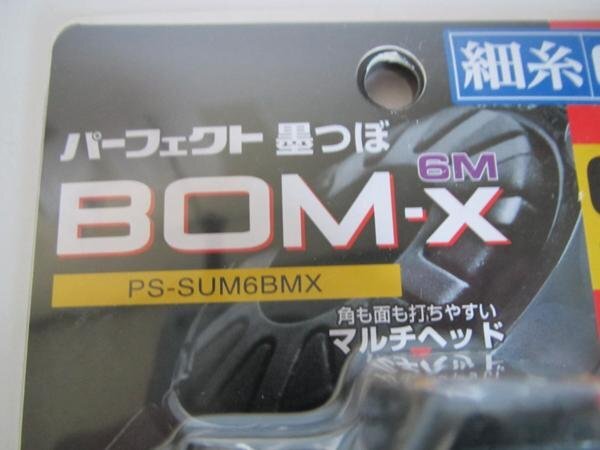 細糸
パーフェクト 墨つぼ
6M
BOM-X
PS-SUM6BMX
角も面も打ちやすい
マルチヘッド